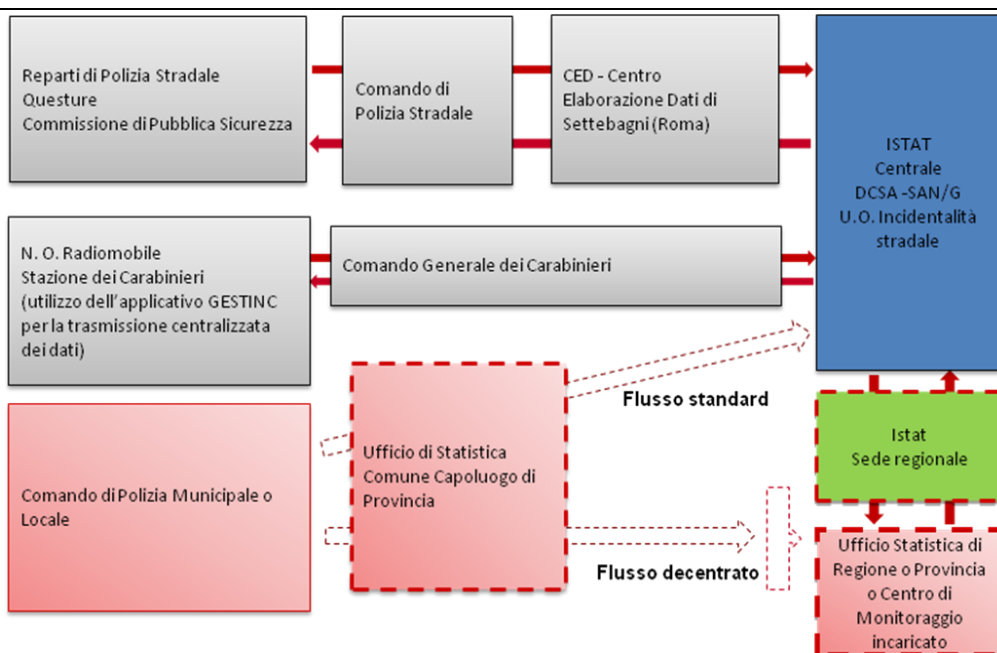 Reparti di Polizia Stradale
Questure
Commissione di Pubblica Sicurezza
Comando di
Polizia Stradale
CED - Centro
Elaborazione Dati di
Settebagni (Roma)
ISTAT
Centrale
DCSA -SAN/G
U.O. Incidentalità
stradale
N. O. Radiomobile
Stazione dei Carabinieri
(utilizzo dell'applicativo GESTINC
per la trasmissione centralizzata
dei dati)
Comando Generale dei Carabinieri
Flusso standard
Comando di Polizia Municipale o
Locale
Ufficio di Statistica
Comune Capoluogo di
Provincia
Istat
Sede regionale
Flusso decentrato
Ufficio Statistica di
Regione o Provincia
o Centro di
Monitoraggio
incaricato